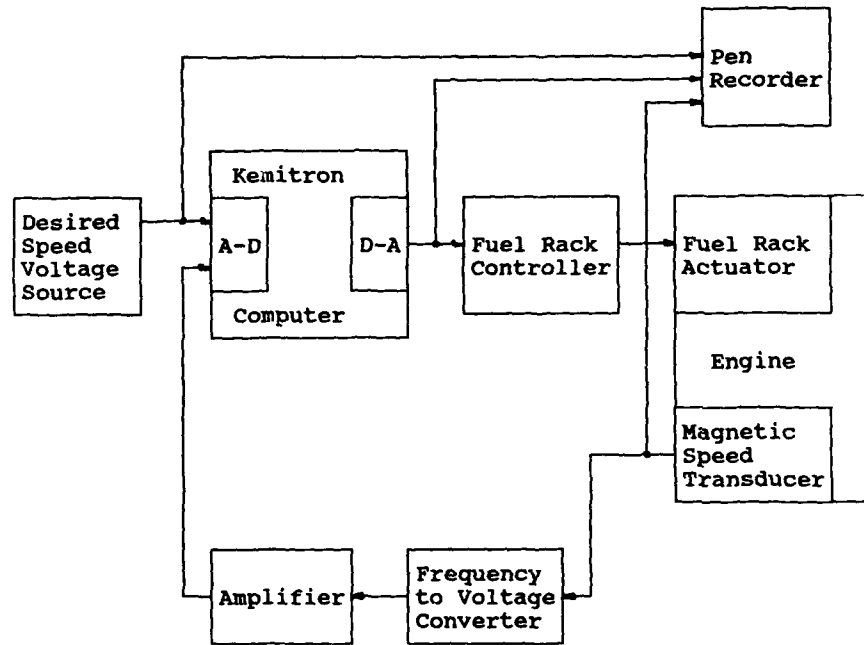 Pen
Recorder
Kemitron
Desired
Speed
Voltage
Source
A-D
D-A
Fuel Rack
Controller
Fuel Rack
Actuator
Computer
Engine
Magnetic
Speed
Transducer
Amplifier
Frequency
to Voltage
Converter